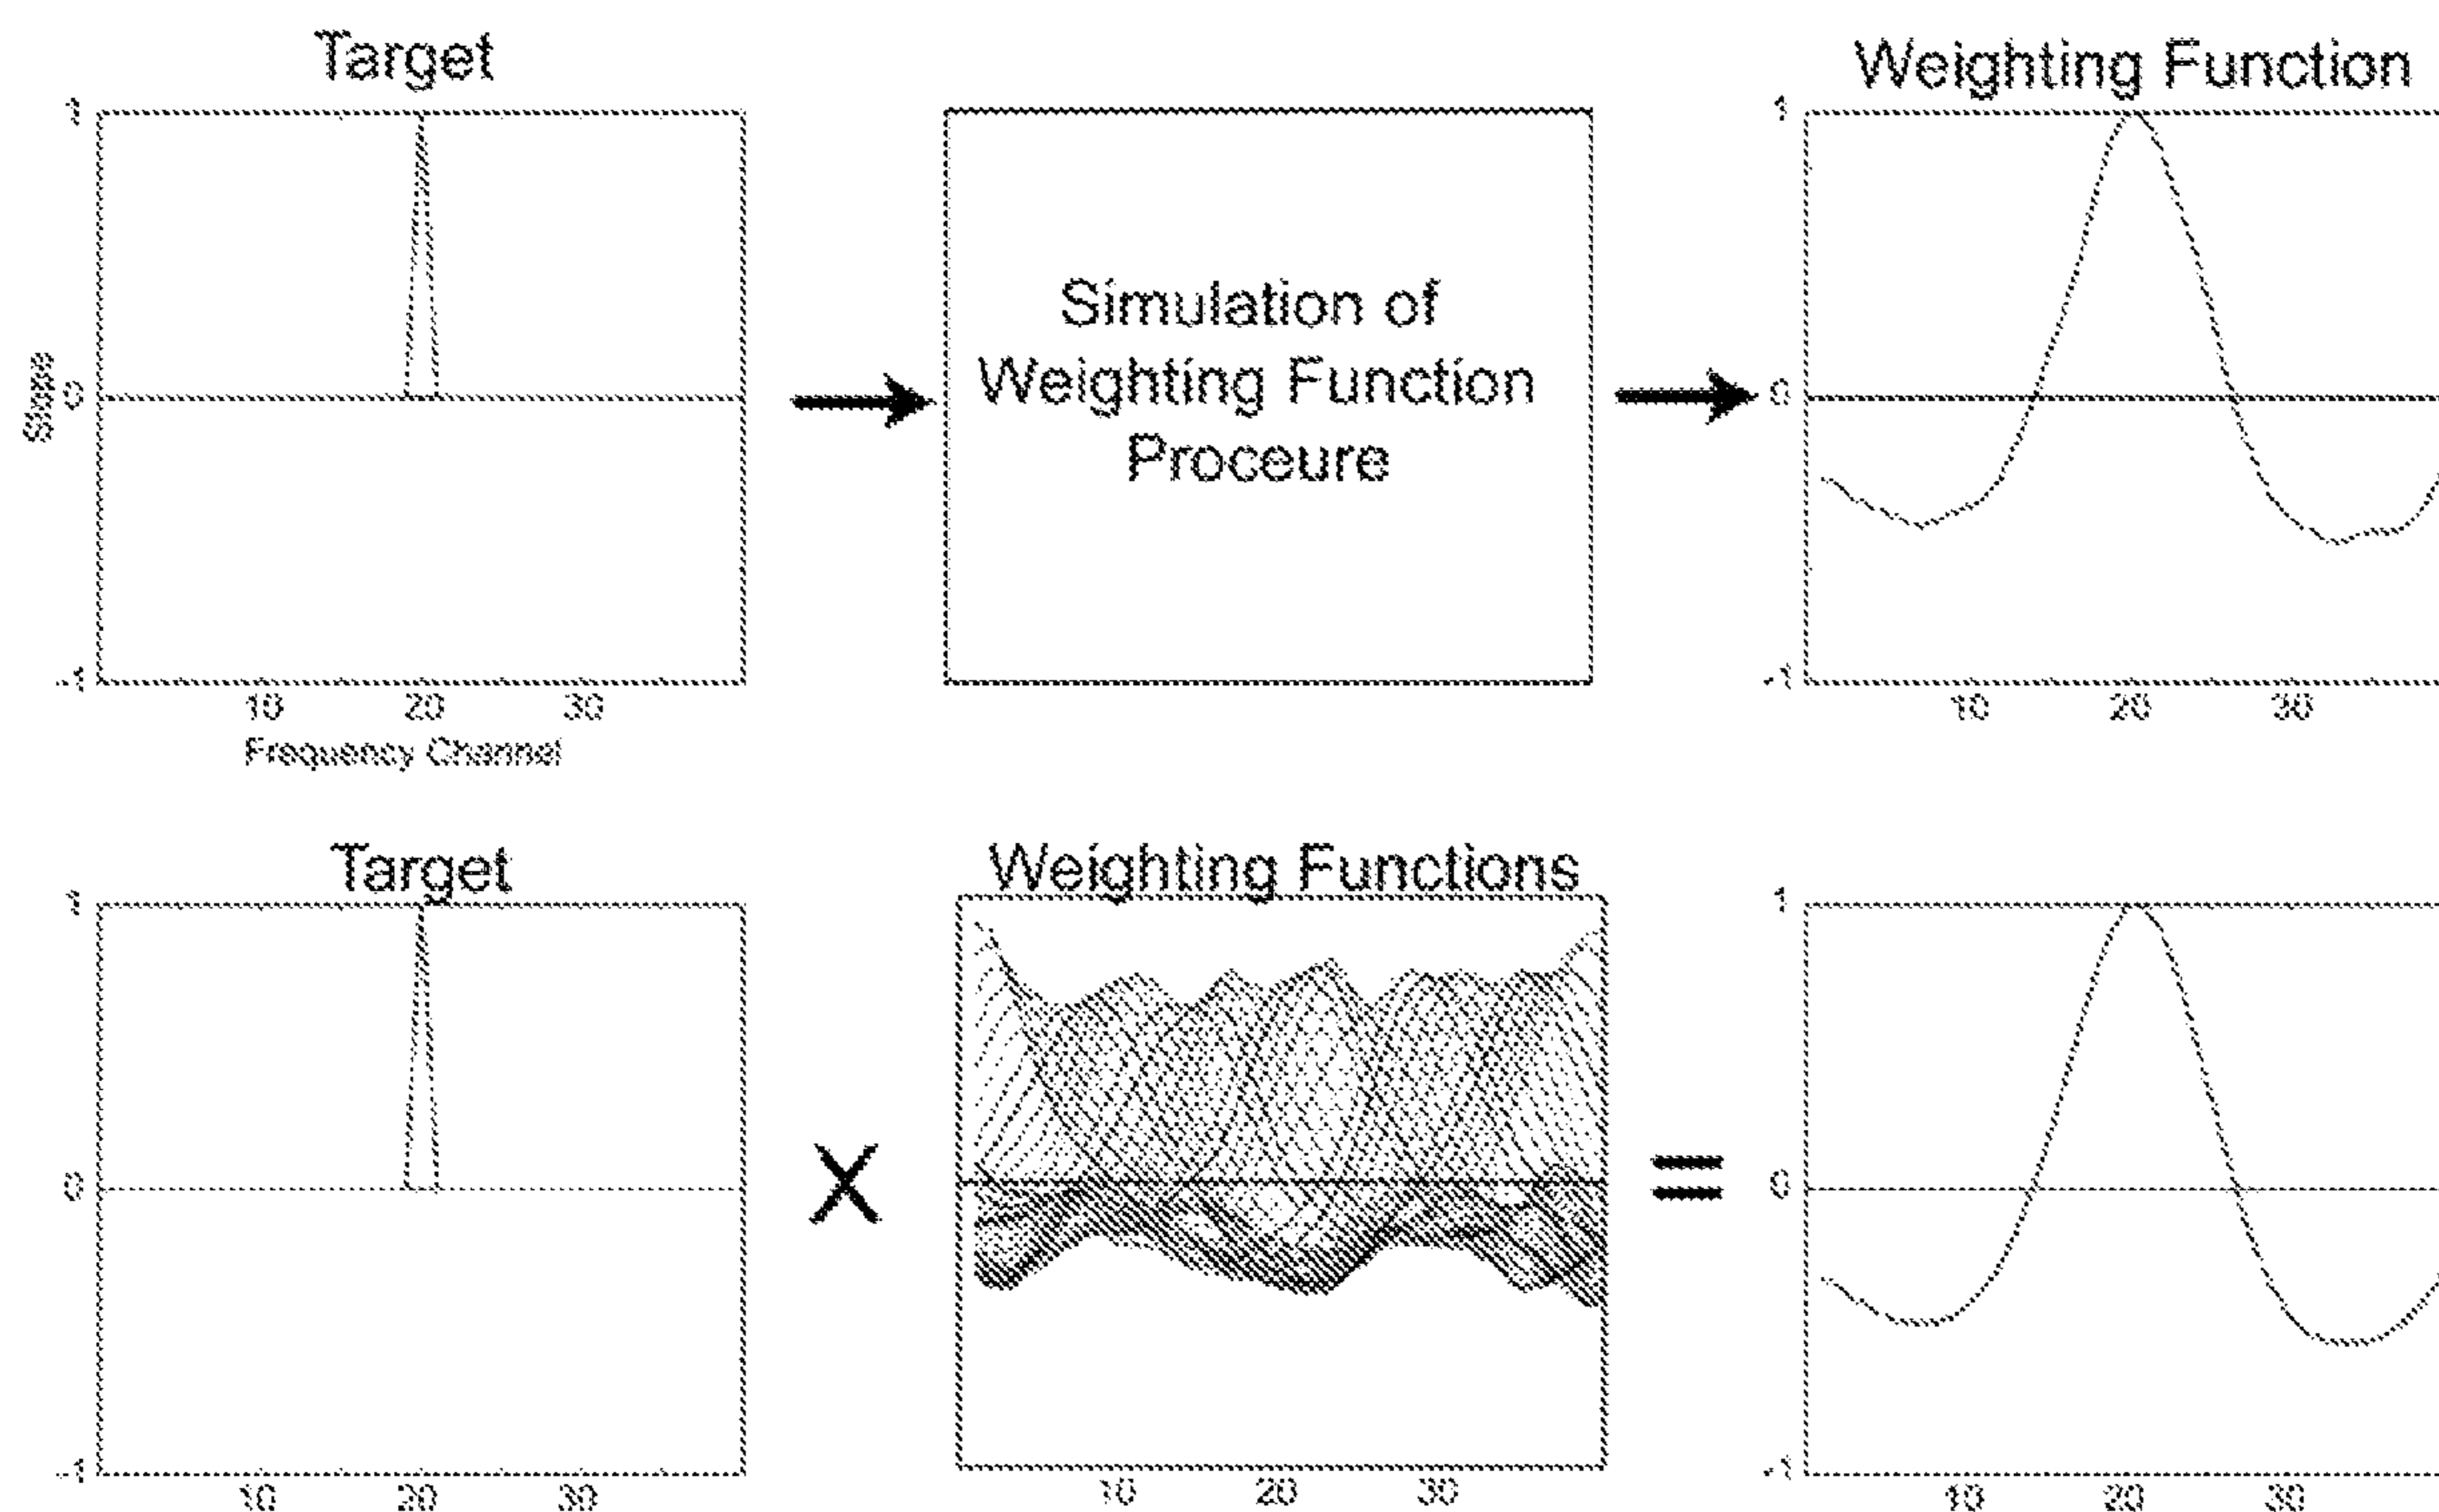 Target
Weighting Function
1
0
-1
10 20 30
Frequency Channel
Simulation of
Weighting Function
Proceure
1
0
-1
10 20 30
Target
Weighting Functions
1
0
-1
10 20 30
X
10 20 30
=
1
0
-1
10 20 30